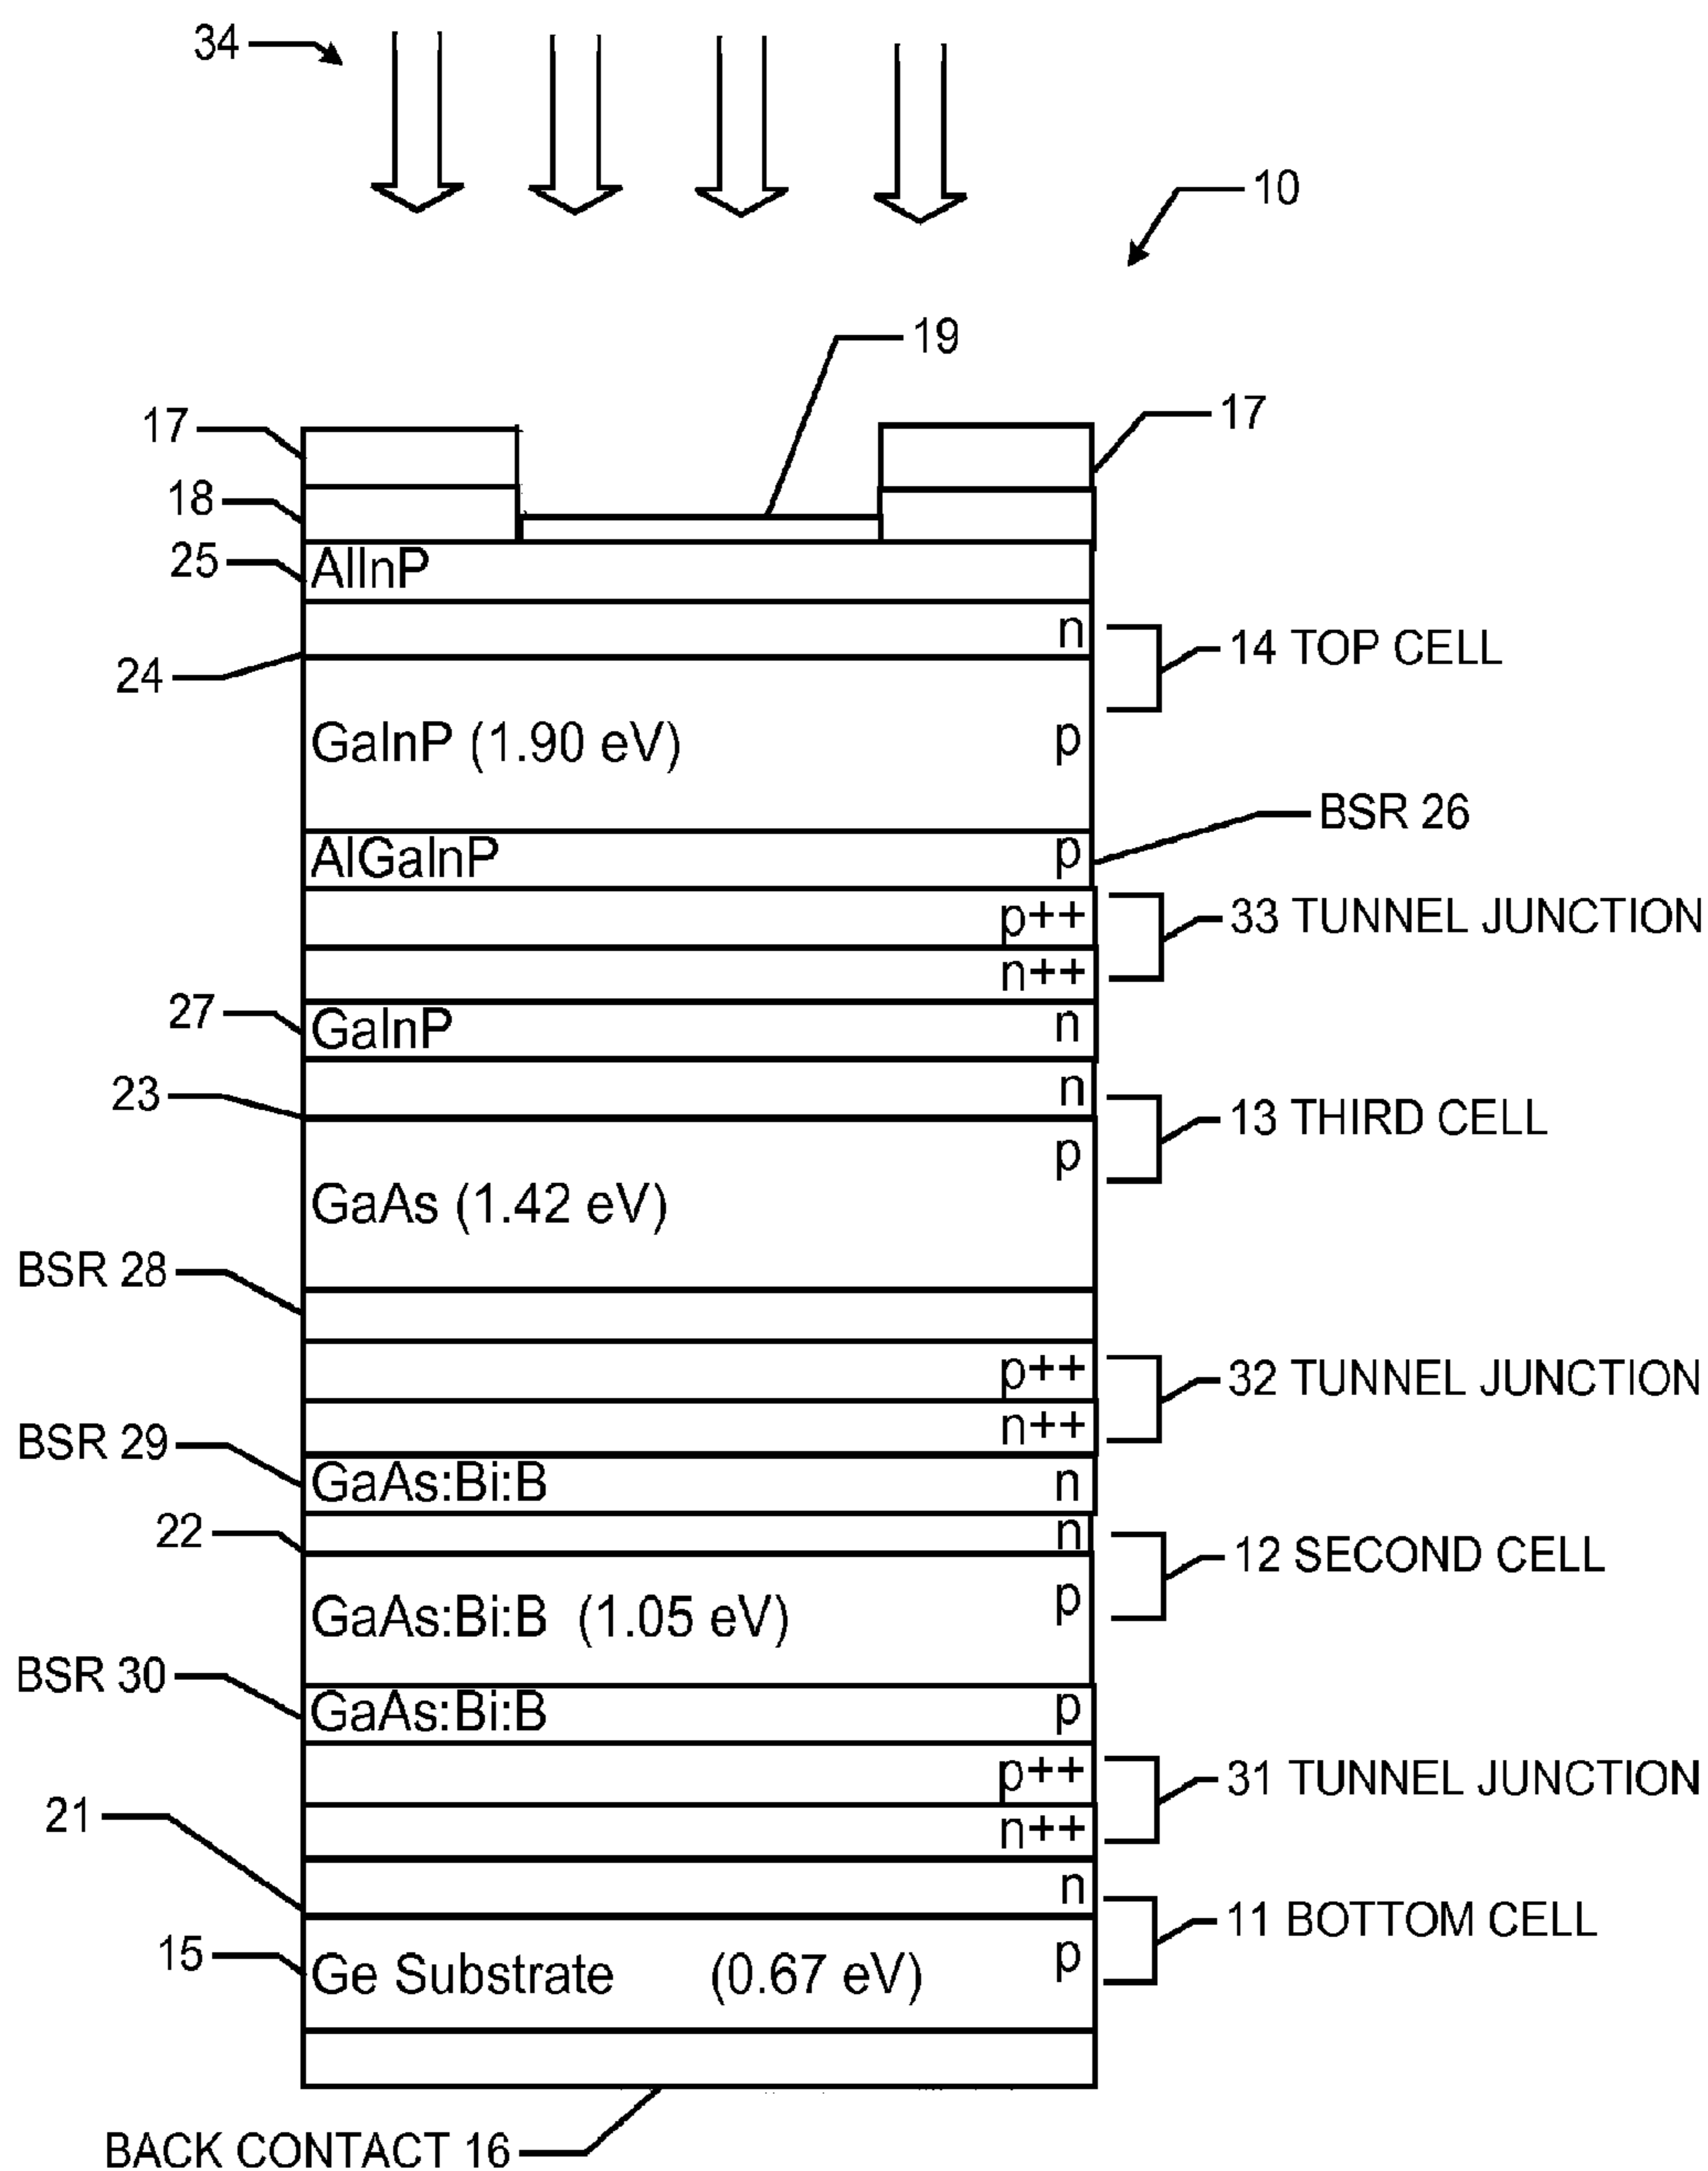 34
10
19
17
17
18
25
AlInP
n
14 TOP CELL
24
GaInP (1.90 eV)
p
BSR 26
AlGaInP
p
p++
33 TUNNEL JUNCTION
n++
27
GaInP
n
23
n
13 THIRD CELL
p
GaAs (1.42 eV)
BSR 28
p++
32 TUNNEL JUNCTION
n++
BSR 29
GaAs:Bi:B
n
22
n
12 SECOND CELL
GaAs:Bi:B (1.05 eV)
p
BSR 30
GaAs:Bi:B
p
p++
31 TUNNEL JUNCTION
21
n++
n
11 BOTTOM CELL
15
Ge Substrate (0.67 eV)
p
BACK CONTACT 16